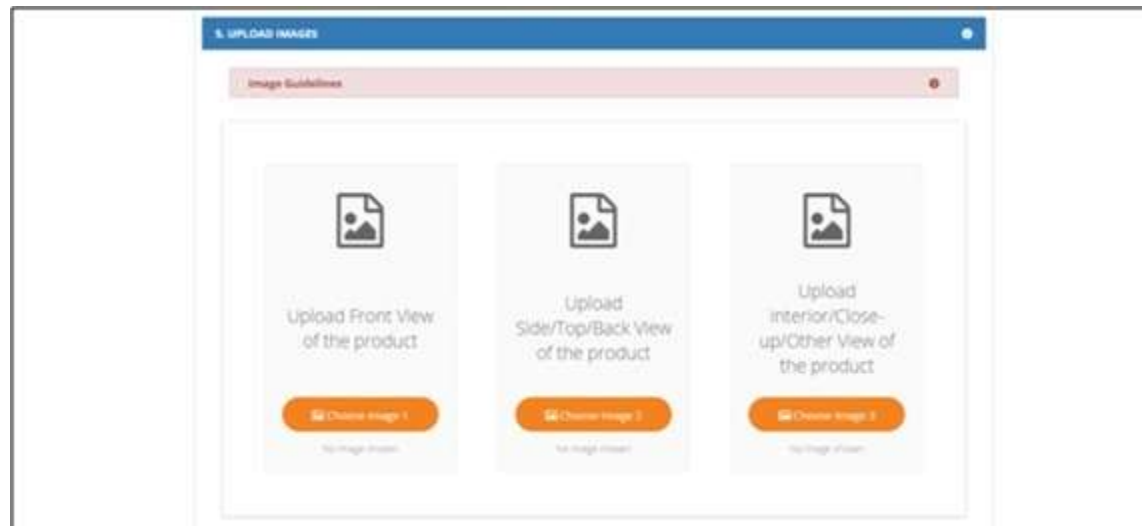 5. UPLOAD IMAGES
Image Guidelines
Upload Front View
of the product
Choose Image 1
No image chosen
Upload
Side/Top/Back View
of the product
Choose Image 2
No image chosen
Upload
Interior/Close-
up/Other View of
the product
Choose Image 3
No image chosen